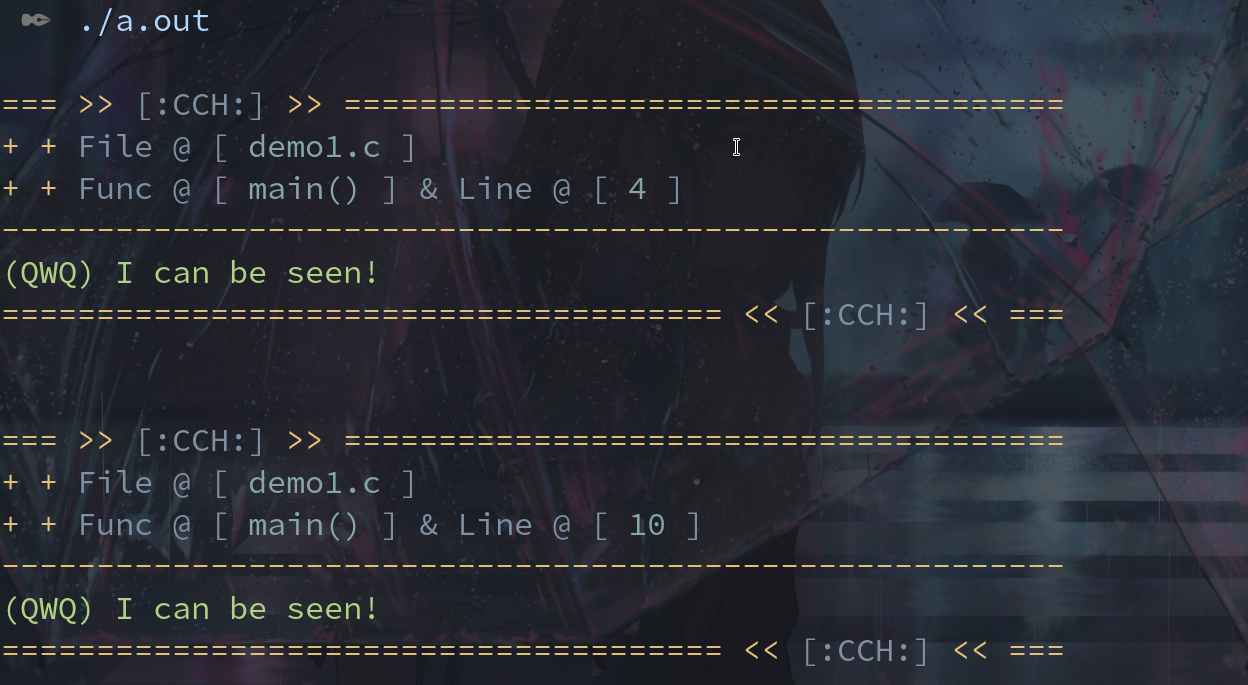 ✒ ./a.out
=== >> [:CCH:] >> ======================================
+ + File @ [ demo1.c ]
+ + Func @ [ main() ] & Line @ [ 4 ]
--------------------------------------------------------
(QWQ) I can be seen!
====================================== << [:CCH:] << ===
=== >> [:CCH:] >> ======================================
+ + File @ [ demo1.c ]
+ + Func @ [ main() ] & Line @ [ 10 ]
--------------------------------------------------------
(QWQ) I can be seen!
====================================== << [:CCH:] << ===